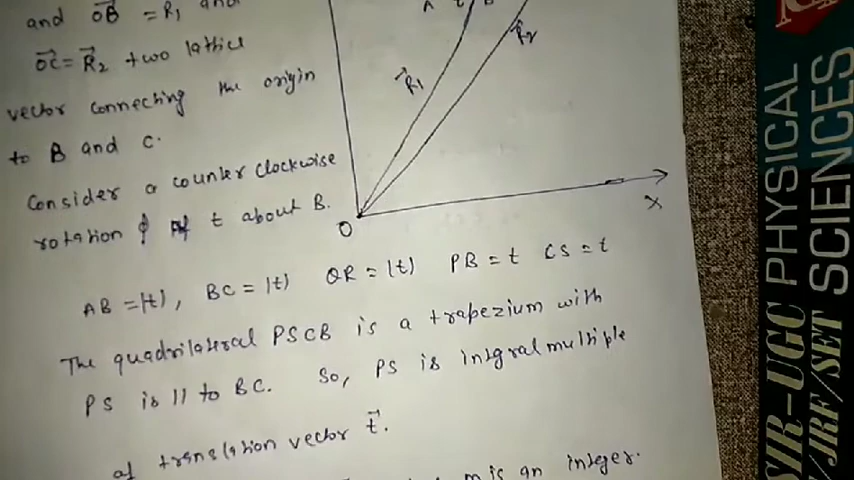 and OB = R1 and
OC = R2 two lattice
vector connecting the origin
to B and C.
Consider a counter clockwise
rotation ϕ of t about B.
A t B
R1
R2
O
X
AB = |t|, BC = |t| QR = |t| PB = t CS = t
The quadrilateral PSCB is a trapezium with
PS is || to BC. So, PS is integral multiple
of translation vector t.
m is an integer.
PHYSICAL
SCIENCES
SIR-UGC
JRF/SET